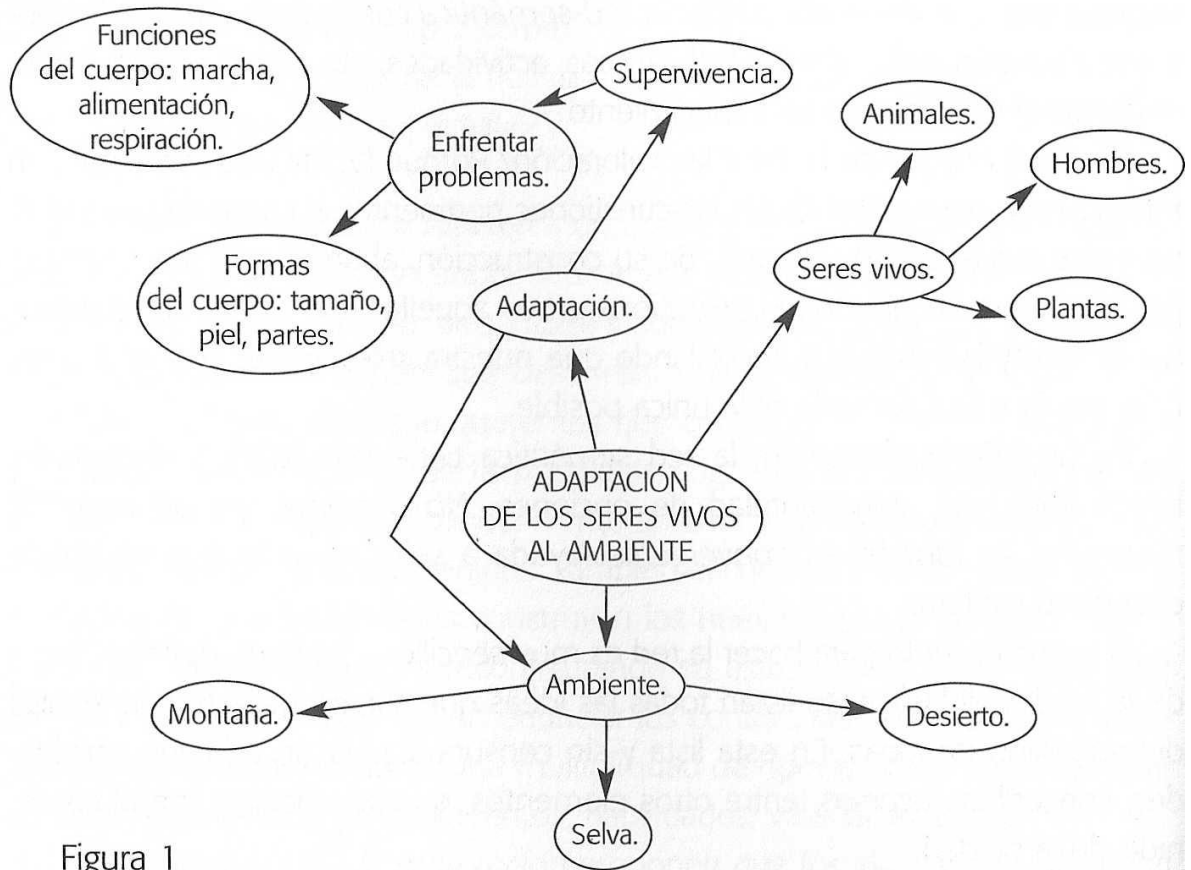 Funciones
del cuerpo: marcha,
alimentación,
respiración.
Supervivencia.
Enfrentar
problemas.
Animales.
Hombres.
Formas
del cuerpo: tamaño,
piel, partes.
Adaptación.
Seres vivos.
Plantas.
ADAPTACIÓN
DE LOS SERES VIVOS
AL AMBIENTE
Ambiente.
Montaña.
Desierto.
Selva.
Figura 1